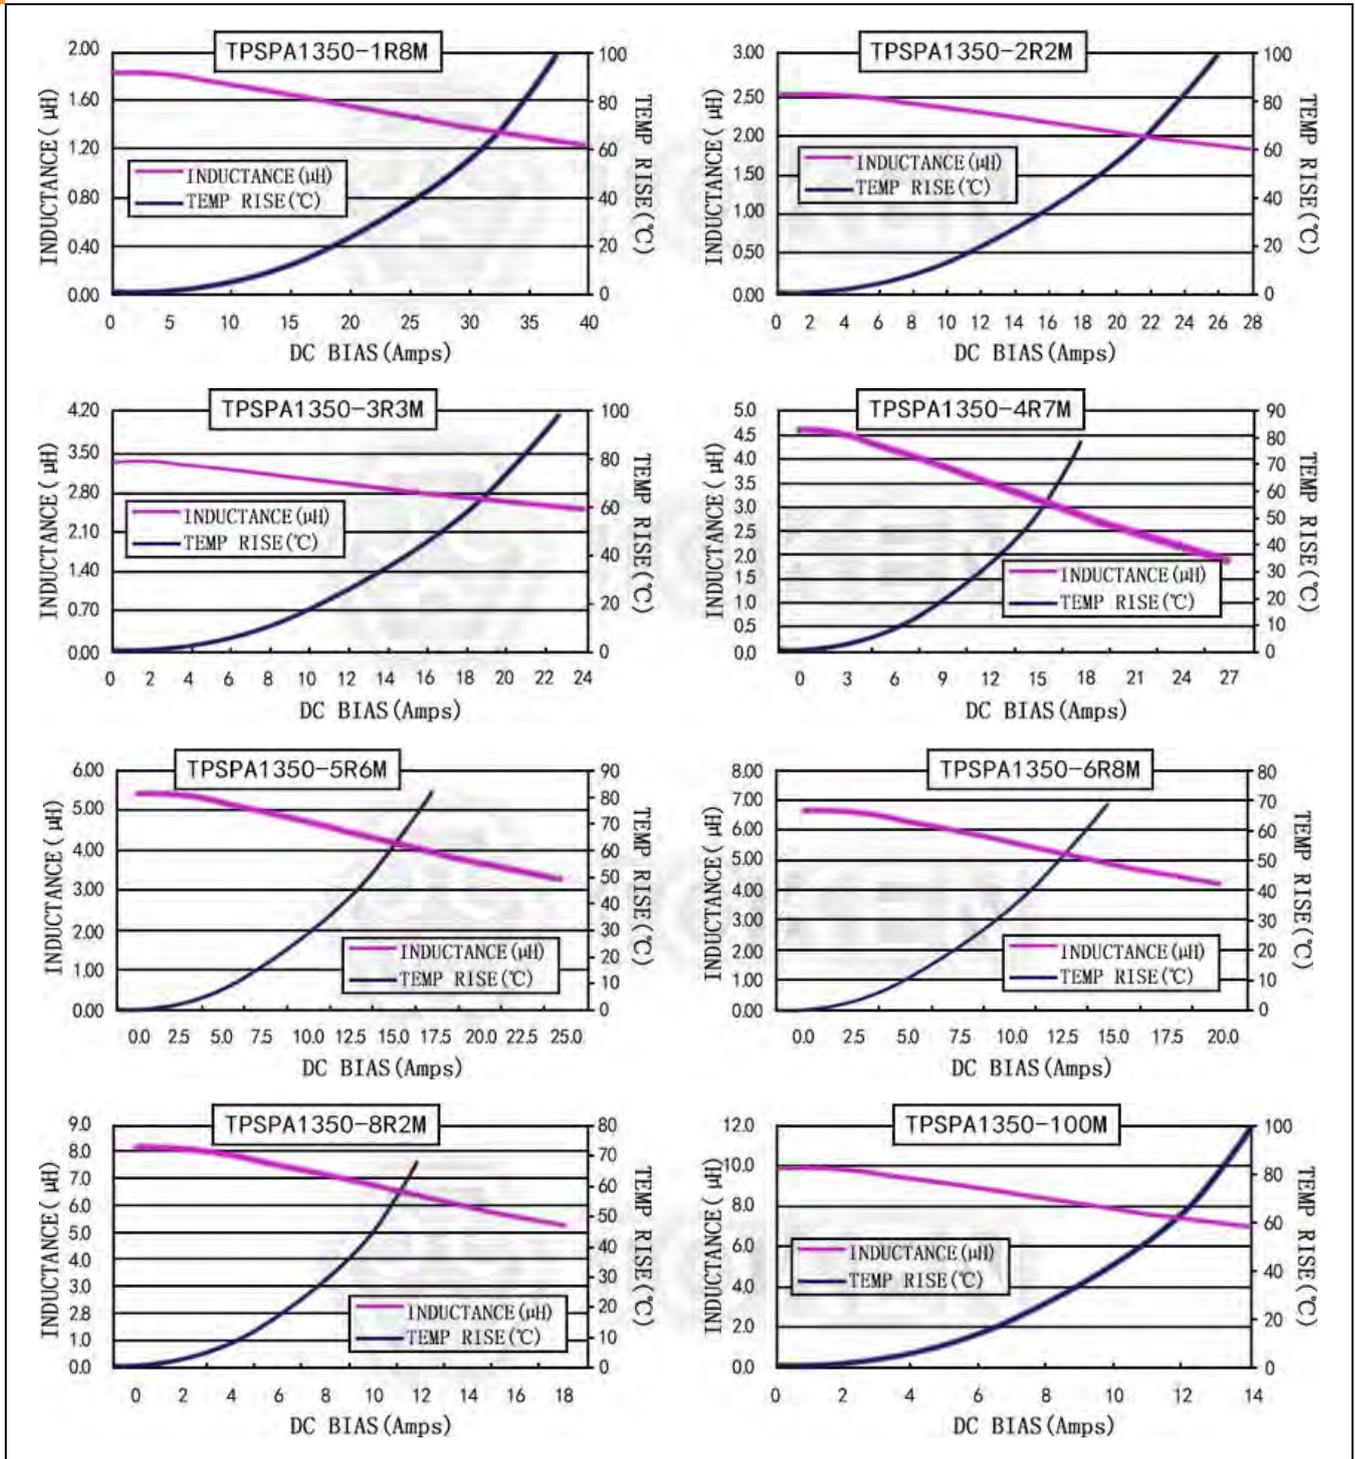 TPSPA1350-1R8M
INDUCTANCE( μH)
2.00
1.60
1.20
0.80
0.40
0.00
INDUCTANCE(μH)
TEMP RISE(℃)
100
80
60
40
20
0
TEMP RISE(℃)
0 5 10 15 20 25 30 35 40
DC BIAS(Amps)
TPSPA1350-2R2M
INDUCTANCE( μH)
3.00
2.50
2.00
1.50
1.00
0.50
0.00
INDUCTANCE(μH)
TEMP RISE(℃)
100
80
60
40
20
0
TEMP RISE(℃)
0 2 4 6 8 10 12 14 16 18 20 22 24 26 28
DC BIAS(Amps)
TPSPA1350-3R3M
INDUCTANCE( μH)
4.20
3.50
2.80
2.10
1.40
0.70
0.00
INDUCTANCE(μH)
TEMP RISE(℃)
100
80
60
40
20
0
TEMP RISE(℃)
0 2 4 6 8 10 12 14 16 18 20 22 24
DC BIAS(Amps)
TPSPA1350-4R7M
INDUCTANCE( μH)
5.0
4.5
4.0
3.5
3.0
2.5
2.0
1.5
1.0
0.5
0.0
INDUCTANCE(μH)
TEMP RISE(℃)
90
80
70
60
50
40
30
20
10
0
TEMP RISE(℃)
0 3 6 9 12 15 18 21 24 27
DC BIAS(Amps)
TPSPA1350-5R6M
INDUCTANCE( μH)
6.00
5.00
4.00
3.00
2.00
1.00
0.00
INDUCTANCE(μH)
TEMP RISE(℃)
90
80
70
60
50
40
30
20
10
0
TEMP RISE(℃)
0.0 2.5 5.0 7.5 10.0 12.5 15.0 17.5 20.0 22.5 25.0
DC BIAS(Amps)
TPSPA1350-6R8M
INDUCTANCE( μH)
8.00
7.00
6.00
5.00
4.00
3.00
2.00
1.00
0.00
INDUCTANCE(μH)
TEMP RISE(℃)
80
70
60
50
40
30
20
10
0
TEMP RISE(℃)
0.0 2.5 5.0 7.5 10.0 12.5 15.0 17.5 20.0
DC BIAS(Amps)
TPSPA1350-8R2M
INDUCTANCE( μH)
9.0
8.0
7.0
6.0
5.0
4.0
3.0
2.8
1.0
0.0
INDUCTANCE(μH)
TEMP RISE(℃)
80
70
60
50
40
30
20
10
0
TEMP RISE(℃)
0 2 4 6 8 10 12 14 16 18
DC BIAS(Amps)
TPSPA1350-100M
INDUCTANCE( μH)
12.0
10.0
8.0
6.0
4.0
2.0
0.0
INDUCTANCE(μH)
TEMP RISE(℃)
100
80
60
40
20
0
TEMP RISE(℃)
0 2 4 6 8 10 12 14
DC BIAS(Amps)